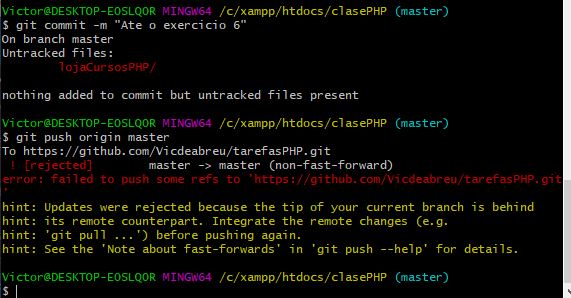 Victor@DESKTOP-EOSLQOR MINGW64 /c/xampp/htdocs/clasePHP (master)
$ git commit -m "Ate o exercicio 6"
On branch master
Untracked files:
lojaCursosPHP/
nothing added to commit but untracked files present
Victor@DESKTOP-EOSLQOR MINGW64 /c/xampp/htdocs/clasePHP (master)
$ git push origin master
To https://github.com/Vicdeabreu/tarefasPHP.git
! [rejected] master -> master (non-fast-forward)
error: failed to push some refs to 'https://github.com/Vicdeabreu/tarefasPHP.git
'
hint: Updates were rejected because the tip of your current branch is behind
hint: its remote counterpart. Integrate the remote changes (e.g.
hint: 'git pull ...') before pushing again.
hint: See the 'Note about fast-forwards' in 'git push --help' for details.
Victor@DESKTOP-EOSLQOR MINGW64 /c/xampp/htdocs/clasePHP (master)
$